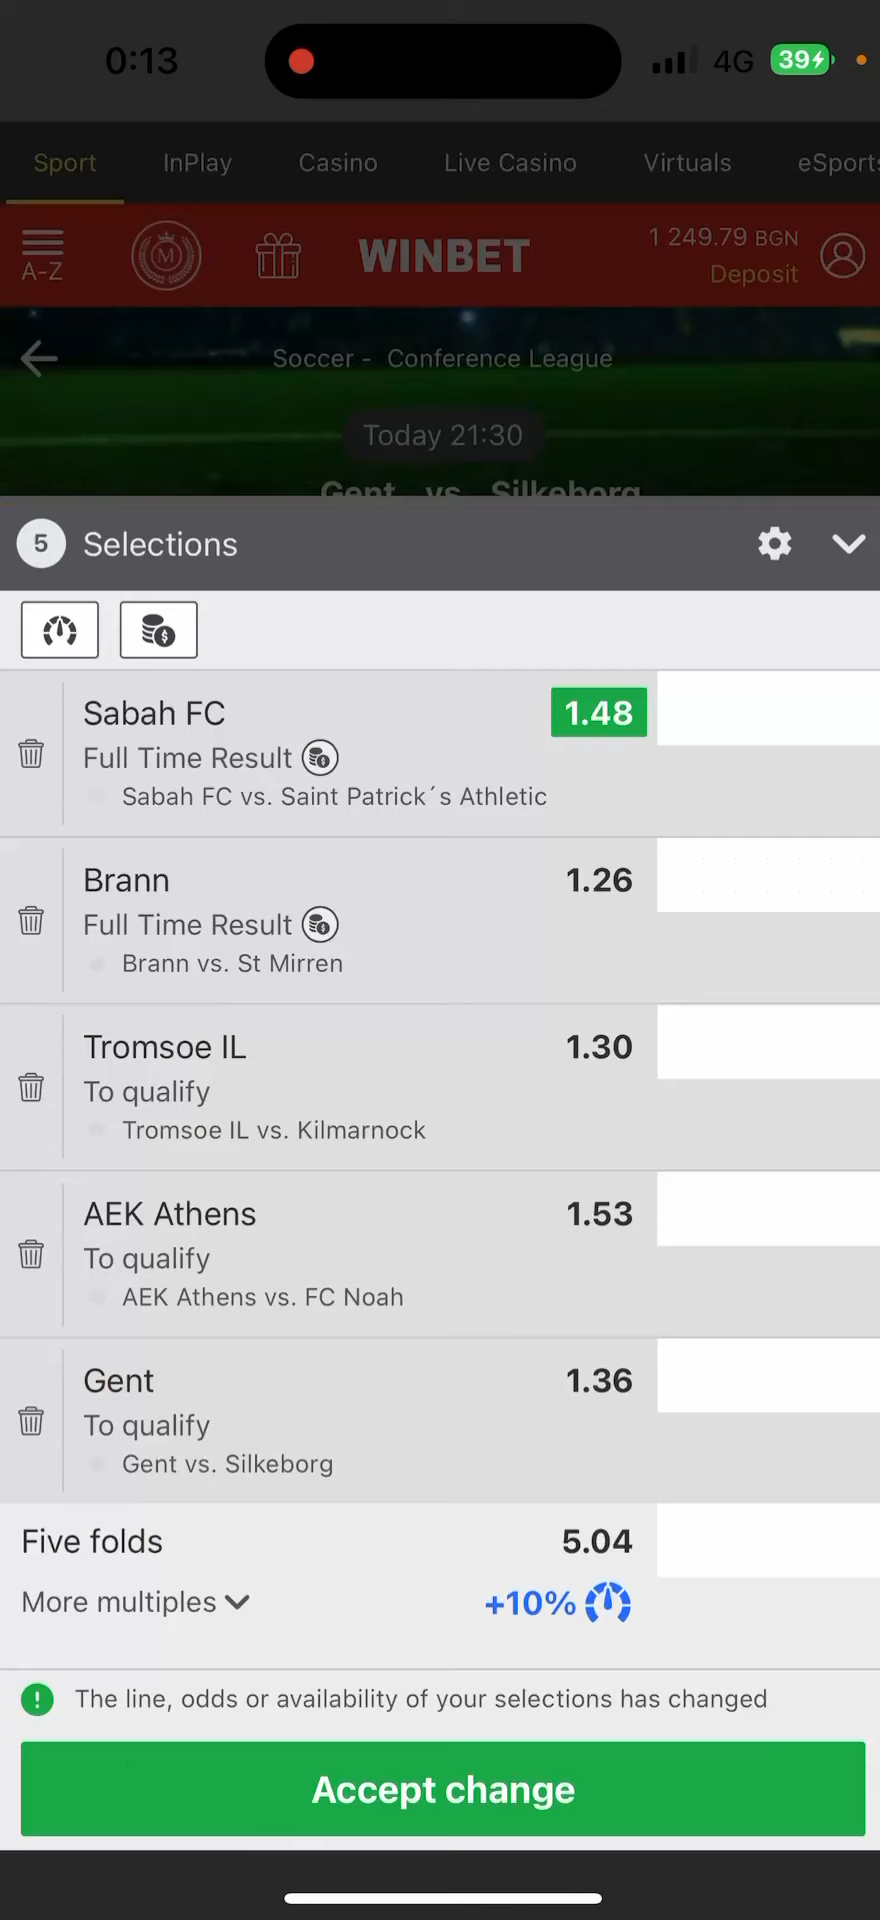 0:13
4G
39
Sport
InPlay
Casino
Live Casino
Virtuals
eSports
A-Z
M
WINBET
1 249.79 BGN
Deposit
Soccer - Conference League
Today 21:30
Gent vs Silkeborg
5 Selections
Sabah FC 1.48
Full Time Result
Sabah FC vs. Saint Patrick´s Athletic
Brann 1.26
Full Time Result
Brann vs. St Mirren
Tromsoe IL 1.30
To qualify
Tromsoe IL vs. Kilmarnock
AEK Athens 1.53
To qualify
AEK Athens vs. FC Noah
Gent 1.36
To qualify
Gent vs. Silkeborg
Five folds 5.04
More multiples +10%
The line, odds or availability of your selections has changed
Accept change